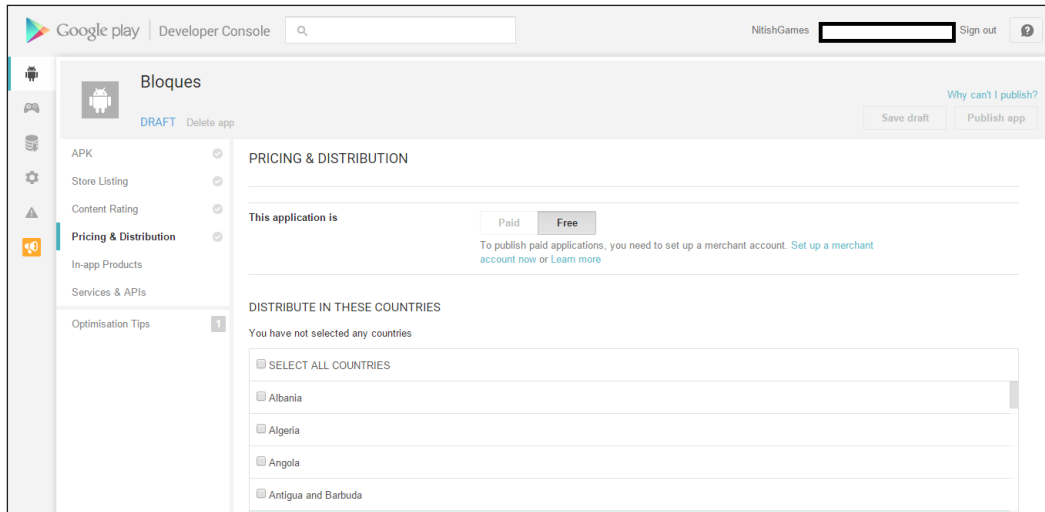 Google play Developer Console
NitishGames
Sign out
Bloques
DRAFT Delete app
Why can't I publish?
Save draft
Publish app
APK
Store Listing
Content Rating
Pricing & Distribution
In-app Products
Services & APIs
Optimisation Tips 1
PRICING & DISTRIBUTION
This application is
Paid
Free
To publish paid applications, you need to set up a merchant account. Set up a merchant
account now or Learn more
DISTRIBUTE IN THESE COUNTRIES
You have not selected any countries
SELECT ALL COUNTRIES
Albania
Algeria
Angola
Antigua and Barbuda